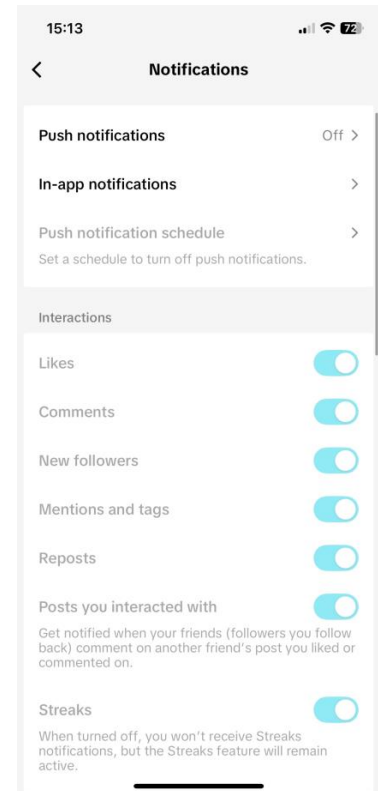 15:13
72
Notifications
Push notifications Off
In-app notifications
Push notification schedule
Set a schedule to turn off push notifications.
Interactions
Likes
Comments
New followers
Mentions and tags
Reposts
Posts you interacted with
Get notified when your friends (followers you follow
back) comment on another friend's post you liked or
commented on.
Streaks
When turned off, you won't receive Streaks
notifications, but the Streaks feature will remain
active.